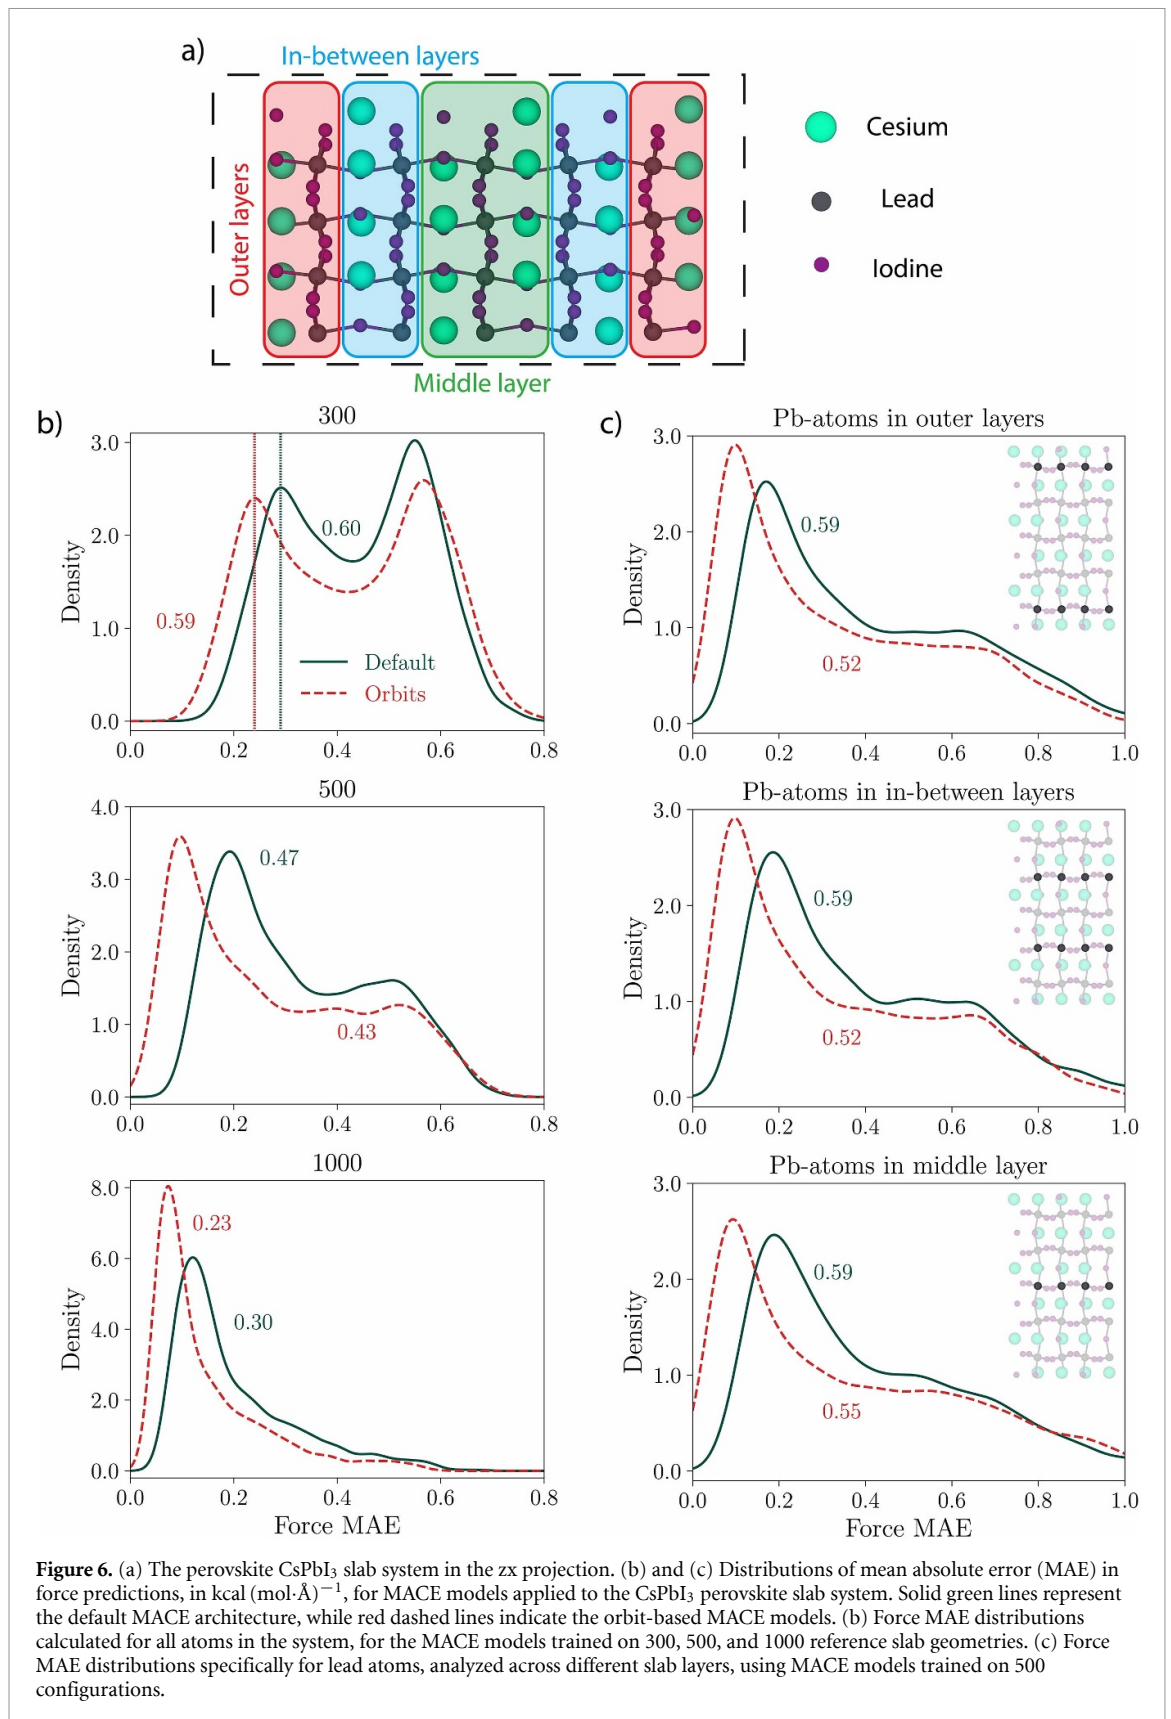 a)
In-between layers
Outer layers
Middle layer
Cesium
Lead
Iodine
b)
300
3.0
2.0
1.0
0.0
Density
0.60
0.59
Default
Orbits
0.0 0.2 0.4 0.6 0.8
500
4.0
3.0
2.0
1.0
0.0
Density
0.47
0.43
0.0 0.2 0.4 0.6 0.8
1000
8.0
6.0
4.0
2.0
0.0
Density
0.23
0.30
0.0 0.2 0.4 0.6 0.8
Force MAE
c)
Pb-atoms in outer layers
3.0
2.0
1.0
0.0
Density
0.59
0.52
0.0 0.2 0.4 0.6 0.8 1.0
Pb-atoms in in-between layers
3.0
2.0
1.0
0.0
Density
0.59
0.52
0.0 0.2 0.4 0.6 0.8 1.0
Pb-atoms in middle layer
3.0
2.0
1.0
0.0
Density
0.59
0.55
0.0 0.2 0.4 0.6 0.8 1.0
Force MAE
Figure 6. (a) The perovskite CsPbI₃ slab system in the zx projection. (b) and (c) Distributions of mean absolute error (MAE) in
force predictions, in kcal (mol·Å)⁻¹, for MACE models applied to the CsPbI₃ perovskite slab system. Solid green lines represent
the default MACE architecture, while red dashed lines indicate the orbit-based MACE models. (b) Force MAE distributions
calculated for all atoms in the system, for the MACE models trained on 300, 500, and 1000 reference slab geometries. (c) Force
MAE distributions specifically for lead atoms, analyzed across different slab layers, using MACE models trained on 500
configurations.